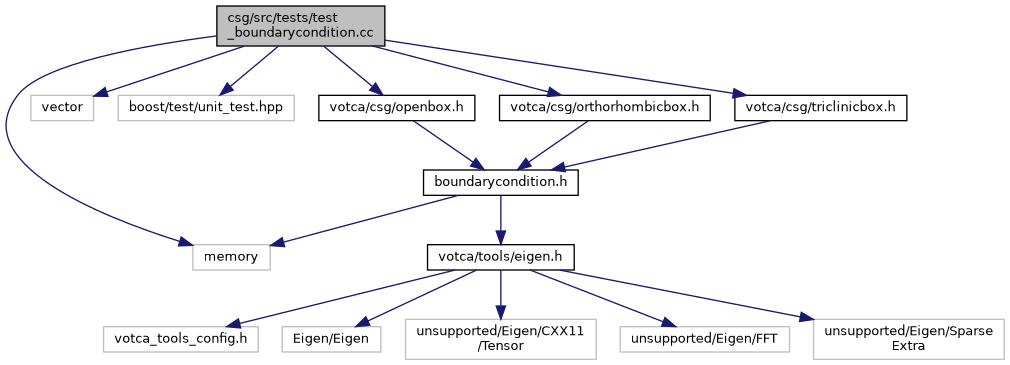 csg/src/tests/test
_boundarycondition.cc
vector
boost/test/unit_test.hpp
votca/csg/openbox.h
votca/csg/orthorhombicbox.h
votca/csg/triclinicbox.h
boundarycondition.h
memory
votca/tools/eigen.h
votca_tools_config.h
Eigen/Eigen
unsupported/Eigen/CXX11
/Tensor
unsupported/Eigen/FFT
unsupported/Eigen/Sparse
Extra